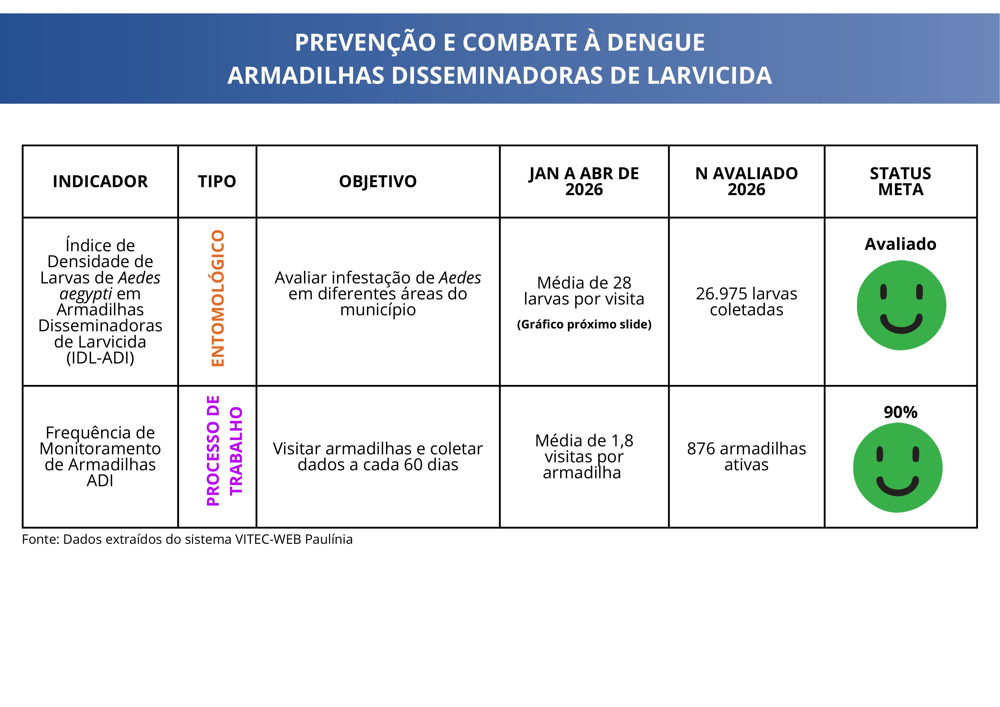 PREVENÇÃO E COMBATE À DENGUE
ARMADILHAS DISSEMINADORAS DE LARVICIDA
INDICADOR
TIPO
OBJETIVO
JAN A ABR DE
2026
N AVALIADO
2026
STATUS
META
Índice de
Densidade de
Larvas de Aedes
aegypti em
Armadilhas
Disseminadoras
de Larvicida
(IDL-ADI)
ENTOMOLÓGICO
Avaliar infestação de Aedes
em diferentes áreas do
município
Média de 28
larvas por visita
(Gráfico próximo slide)
26.975 larvas
coletadas
Avaliado
Frequência de
Monitoramento
de Armadilhas
ADI
PROCESSO DE
TRABALHO
Visitar armadilhas e coletar
dados a cada 60 dias
Média de 1,8
visitas por
armadilha
876 armadilhas
ativas
90%
Fonte: Dados extraídos do sistema VITEC-WEB Paulínia